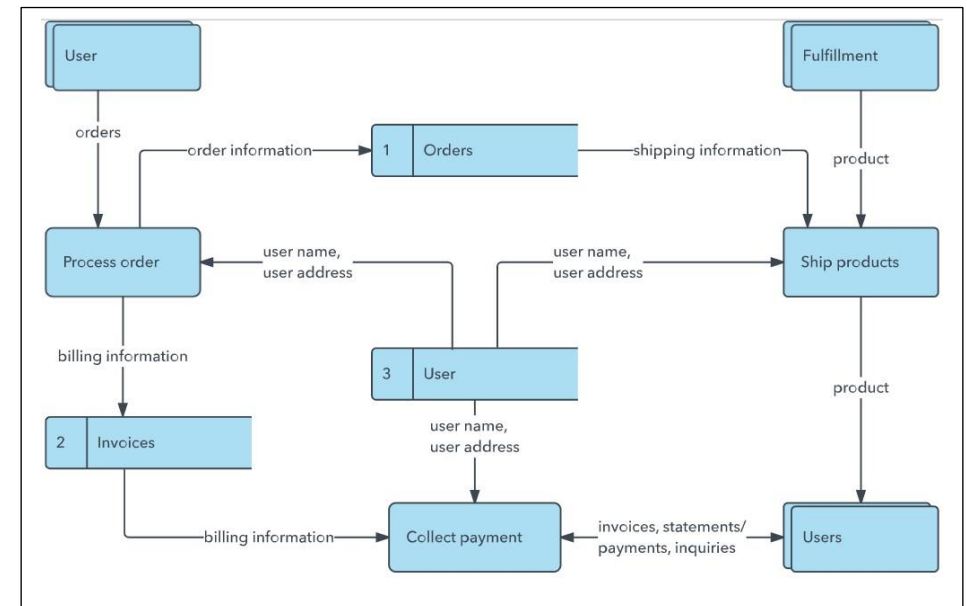 User
Fulfillment
orders
order information
1
Orders
shipping information
product
Process order
user name,
user address
user name,
user address
Ship products
billing information
3
User
product
2
Invoices
user name,
user address
billing information
Collect payment
invoices, statements/
payments, inquiries
Users